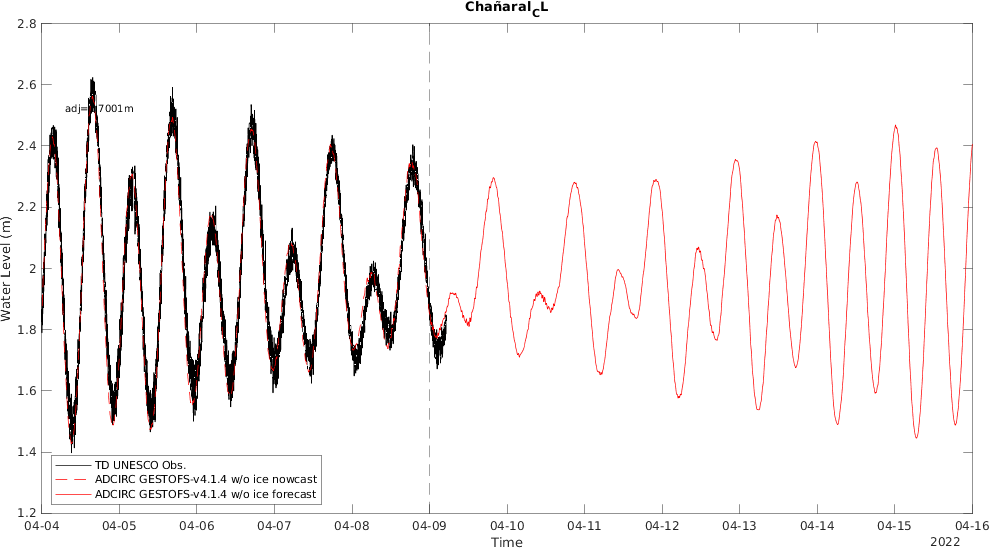 Chañaral_CL
2.8
2.6
2.4
2.2
2
1.8
1.6
1.4
1.2
Water Level (m)
adj= 7001m
TD UNESCO Obs.
ADCIRC GESTOFS-v4.1.4 w/o ice nowcast
ADCIRC GESTOFS-v4.1.4 w/o ice forecast
04-04 04-05 04-06 04-07 04-08 04-09 04-10 04-11 04-12 04-13 04-14 04-15 04-16
Time
2022